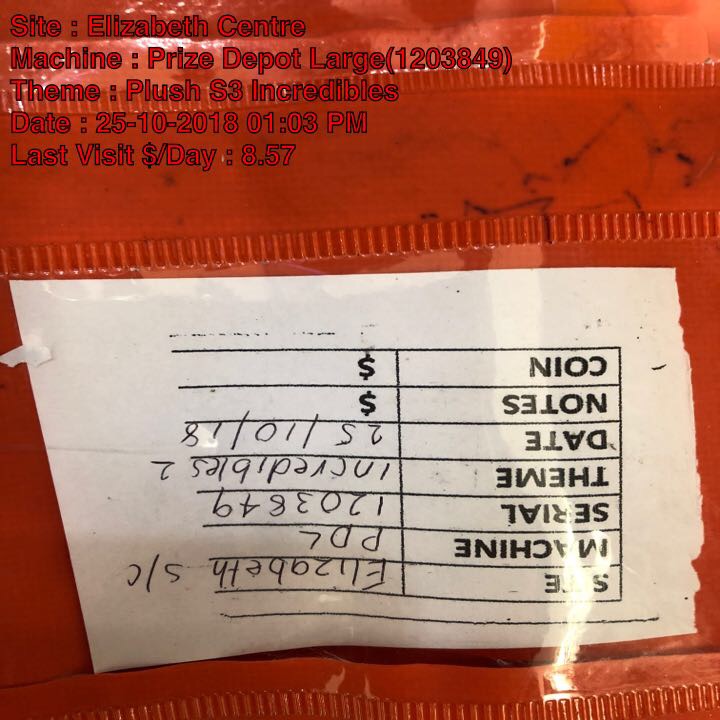 Site : Elizabeth Centre
Machine : Prize Depot Large(1203849)
Theme : Plush S3 Incredibles
Date : 25-10-2018 01:03 PM
Last Visit $/Day : 8.57
SITE Elizabeth S/C
MACHINE PDL
SERIAL 1203849
THEME incredibles 2
DATE 25/10/18
NOTES $
COIN $